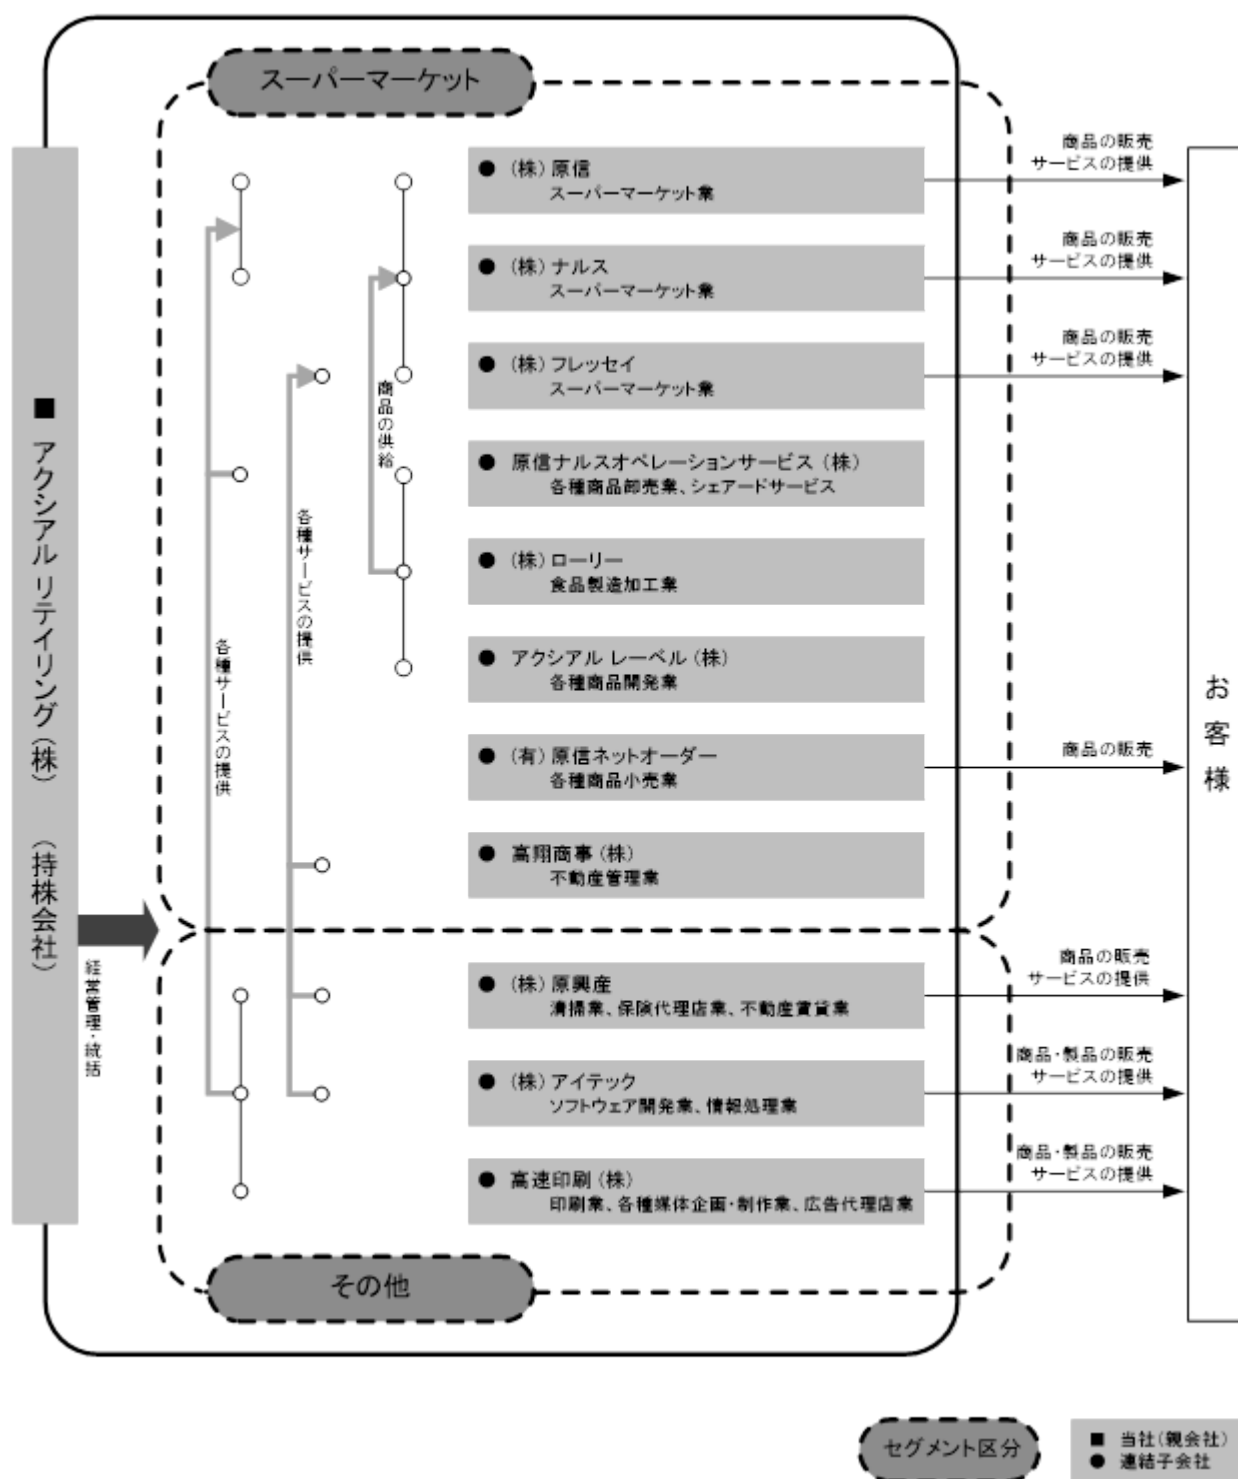 スーパーマーケット
■ アクシアル リテイリング(株) (持株会社)
経営管理・統括
各種サービスの提供
各種サービスの提供
商品の供給
● (株)原信
スーパーマーケット業
商品の販売
サービスの提供
● (株)ナルス
スーパーマーケット業
商品の販売
サービスの提供
● (株)フレッセイ
スーパーマーケット業
商品の販売
サービスの提供
● 原信ナルスオペレーションサービス(株)
各種商品卸売業、シェアードサービス
● (株)ローリー
食品製造加工業
● アクシアル レーベル(株)
各種商品開発業
● (有)原信ネットオーダー
各種商品小売業
商品の販売
● 高翔商事(株)
不動産管理業
● (株)原興産
清掃業、保険代理店業、不動産賃貸業
商品の販売
サービスの提供
● (株)アイテック
ソフトウェア開発業、情報処理業
商品・製品の販売
サービスの提供
● 高速印刷(株)
印刷業、各種媒体企画・制作業、広告代理店業
商品・製品の販売
サービスの提供
お客様
その他
セグメント区分
■ 当社(親会社)
● 連結子会社